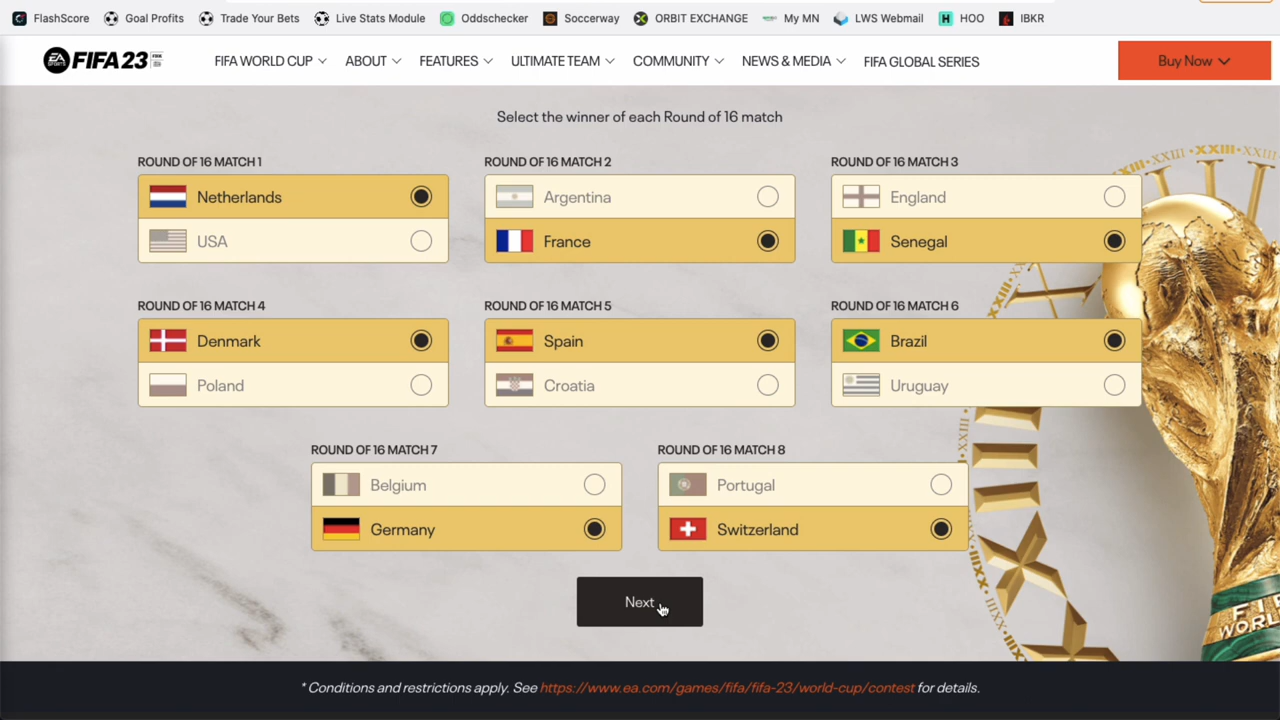 FlashScore Goal Profits Trade Your Bets Live Stats Module Oddschecker Soccerway ORBIT EXCHANGE My MN LWS Webmail H HOO IBKR
EA SPORTS FIFA 23 FIFA WORLD CUP ABOUT FEATURES ULTIMATE TEAM COMMUNITY NEWS & MEDIA FIFA GLOBAL SERIES Buy Now
Select the winner of each Round of 16 match
ROUND OF 16 MATCH 1
Netherlands
USA
ROUND OF 16 MATCH 2
Argentina
France
ROUND OF 16 MATCH 3
England
Senegal
ROUND OF 16 MATCH 4
Denmark
Poland
ROUND OF 16 MATCH 5
Spain
Croatia
ROUND OF 16 MATCH 6
Brazil
Uruguay
ROUND OF 16 MATCH 7
Belgium
Germany
ROUND OF 16 MATCH 8
Portugal
Switzerland
Next
* Conditions and restrictions apply. See https://www.ea.com/games/fifa/fifa-23/world-cup/contest for details.